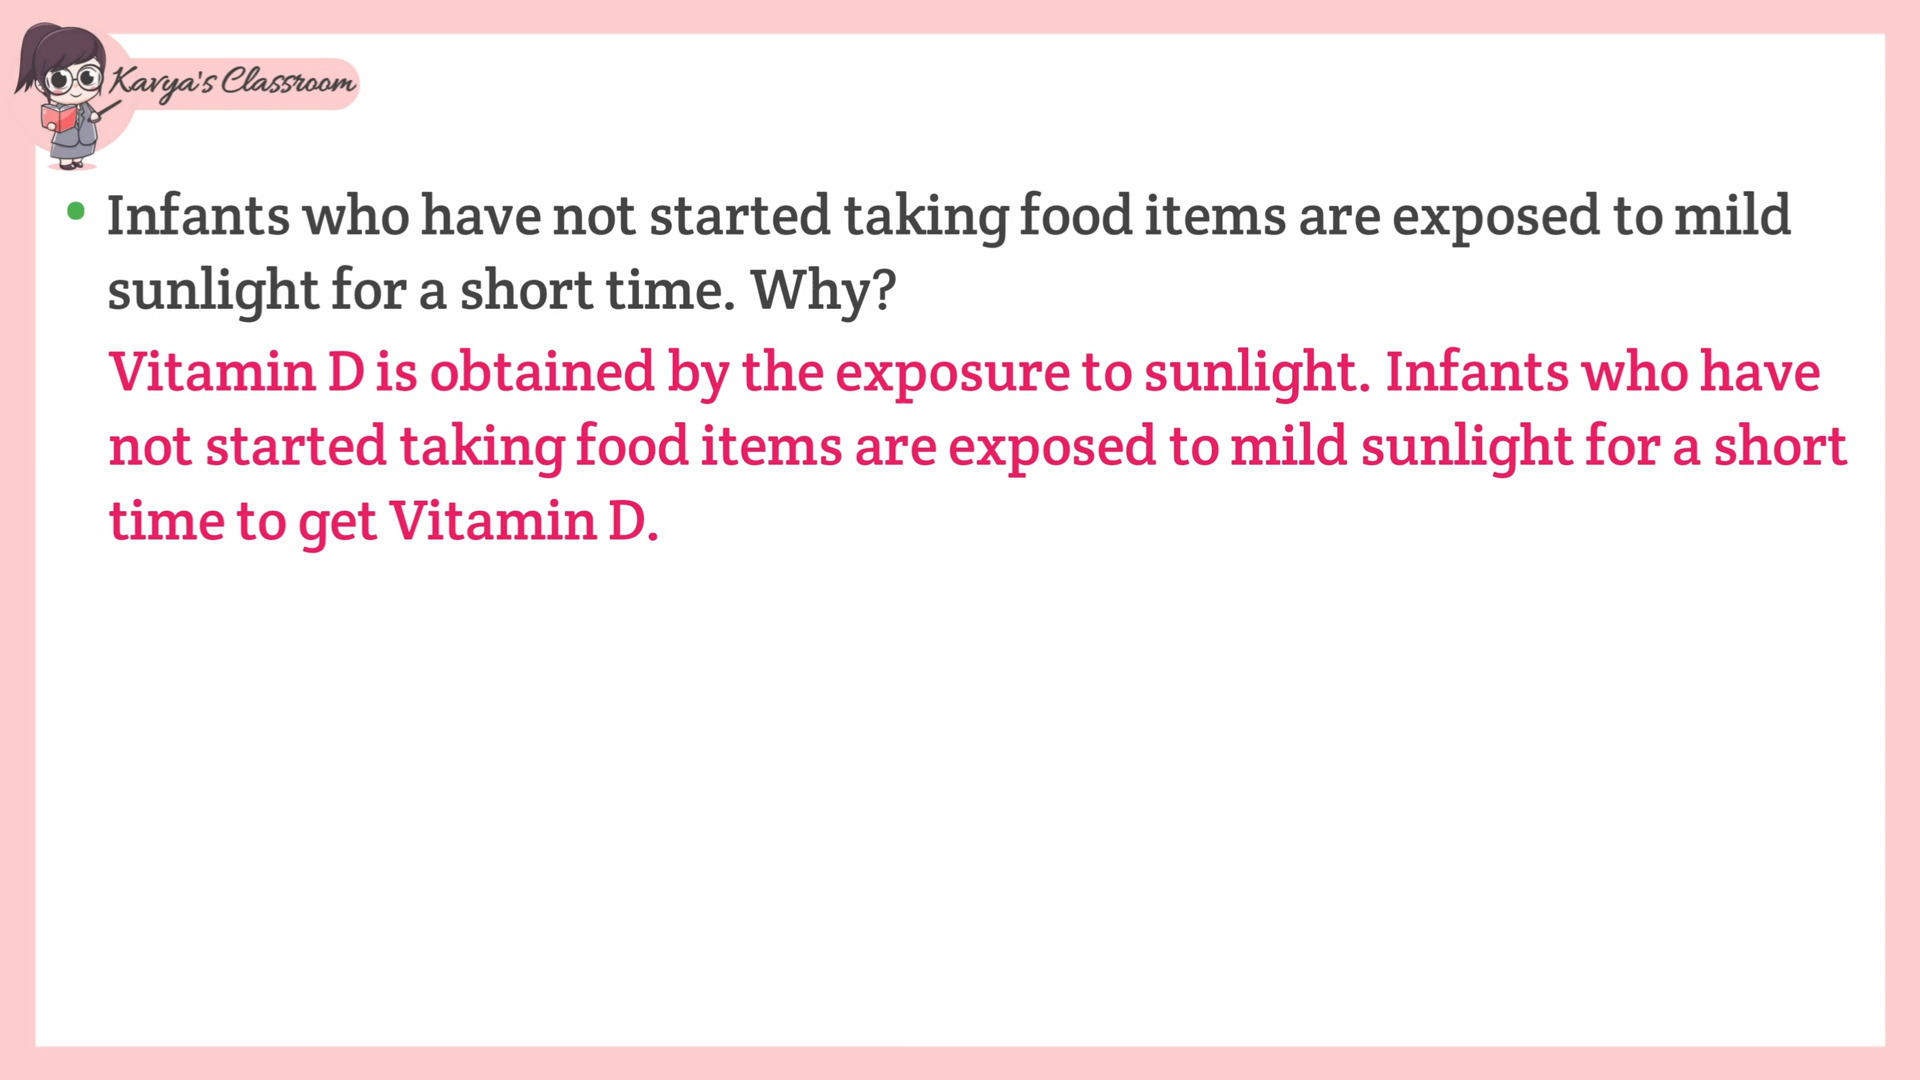 Kavya's Classroom
• Infants who have not started taking food items are exposed to mild
sunlight for a short time. Why?
Vitamin D is obtained by the exposure to sunlight. Infants who have
not started taking food items are exposed to mild sunlight for a short
time to get Vitamin D.